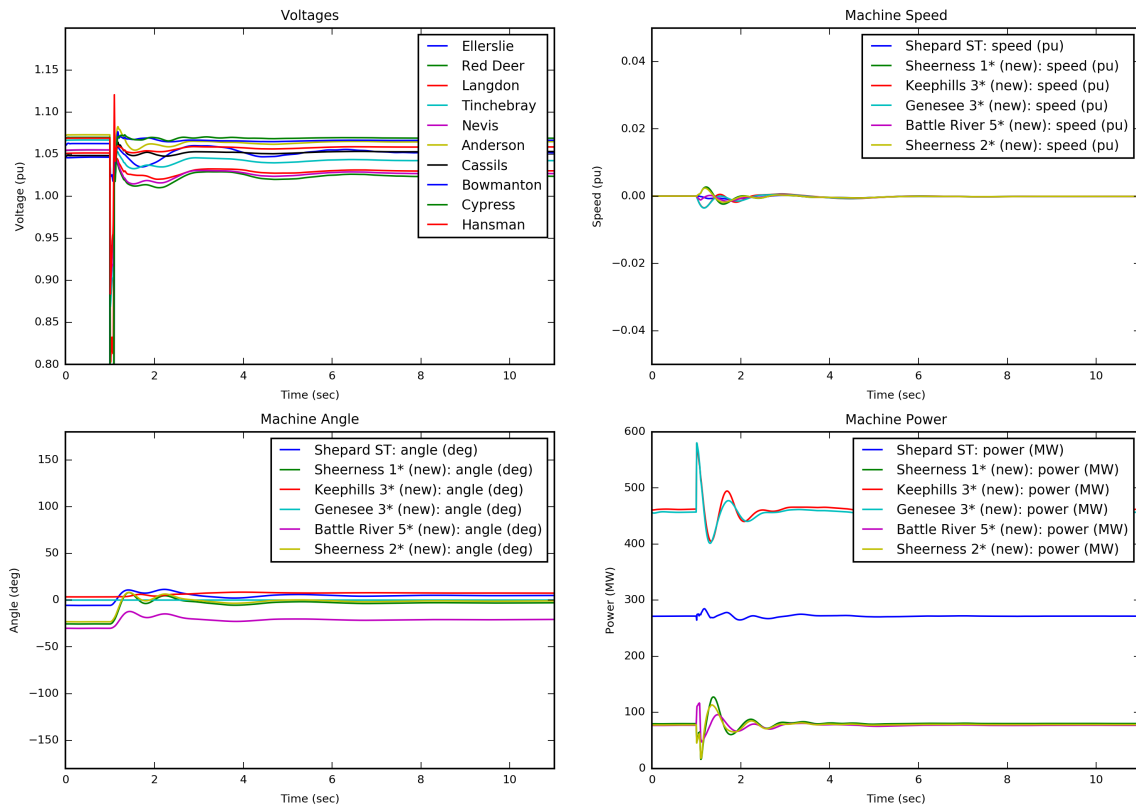 Voltages
1.15
1.10
1.05
1.00
0.95
0.90
0.85
0.80
Voltage (pu)
0 2 4 6 8 10
Time (sec)
Ellerslie
Red Deer
Langdon
Tinchebray
Nevis
Anderson
Cassils
Bowmanton
Cypress
Hansman
Machine Speed
0.04
0.02
0.00
−0.02
−0.04
Speed (pu)
0 2 4 6 8 10
Time (sec)
Shepard ST: speed (pu)
Sheerness 1* (new): speed (pu)
Keephills 3* (new): speed (pu)
Genesee 3* (new): speed (pu)
Battle River 5* (new): speed (pu)
Sheerness 2* (new): speed (pu)
Machine Angle
150
100
50
0
−50
−100
−150
Angle (deg)
0 2 4 6 8 10
Time (sec)
Shepard ST: angle (deg)
Sheerness 1* (new): angle (deg)
Keephills 3* (new): angle (deg)
Genesee 3* (new): angle (deg)
Battle River 5* (new): angle (deg)
Sheerness 2* (new): angle (deg)
Machine Power
600
500
400
300
200
100
0
Power (MW)
0 2 4 6 8 10
Time (sec)
Shepard ST: power (MW)
Sheerness 1* (new): power (MW)
Keephills 3* (new): power (MW)
Genesee 3* (new): power (MW)
Battle River 5* (new): power (MW)
Sheerness 2* (new): power (MW)